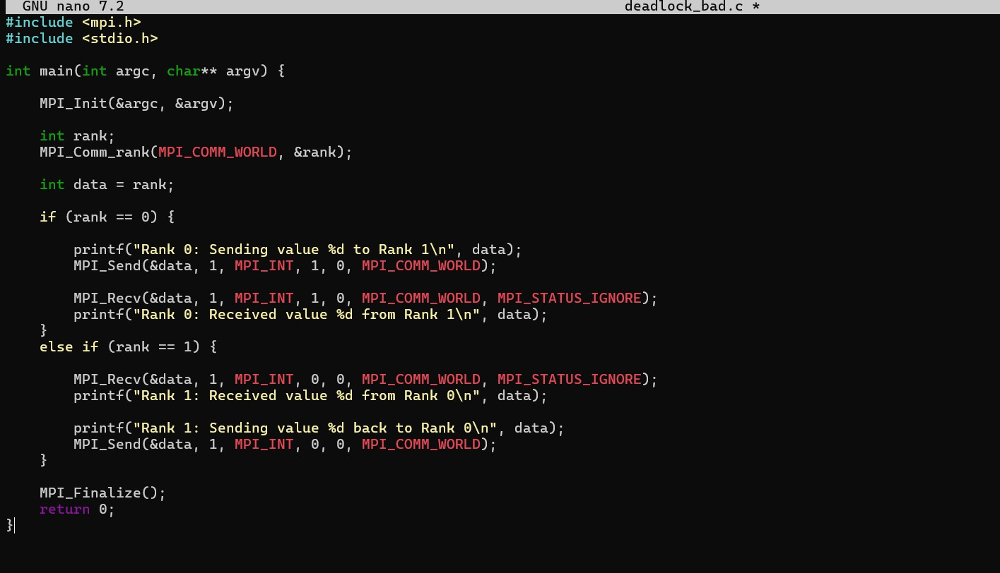 GNU nano 7.2 deadlock_bad.c *
#include <mpi.h>
#include <stdio.h>

int main(int argc, char** argv) {

    MPI_Init(&argc, &argv);

    int rank;
    MPI_Comm_rank(MPI_COMM_WORLD, &rank);

    int data = rank;

    if (rank == 0) {

        printf("Rank 0: Sending value %d to Rank 1\n", data);
        MPI_Send(&data, 1, MPI_INT, 1, 0, MPI_COMM_WORLD);

        MPI_Recv(&data, 1, MPI_INT, 1, 0, MPI_COMM_WORLD, MPI_STATUS_IGNORE);
        printf("Rank 0: Received value %d from Rank 1\n", data);
    }
    else if (rank == 1) {

        MPI_Recv(&data, 1, MPI_INT, 0, 0, MPI_COMM_WORLD, MPI_STATUS_IGNORE);
        printf("Rank 1: Received value %d from Rank 0\n", data);

        printf("Rank 1: Sending value %d back to Rank 0\n", data);
        MPI_Send(&data, 1, MPI_INT, 0, 0, MPI_COMM_WORLD);
    }

    MPI_Finalize();
    return 0;
}